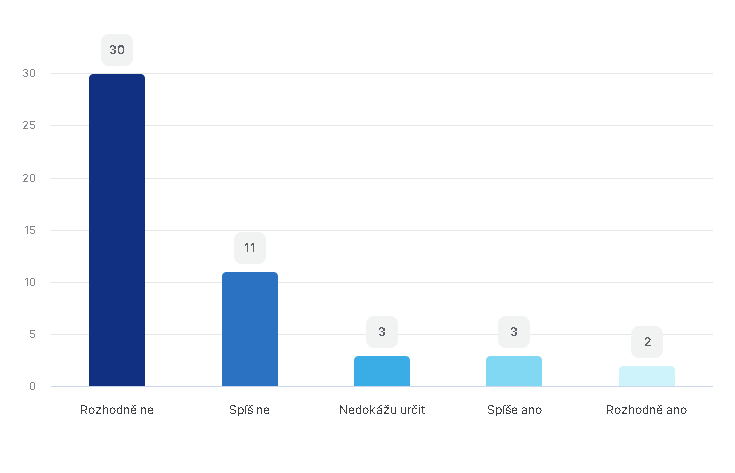 30
30
25
20
15
11
10
5
3
3
2
0
Rozhodně ne
Spíš ne
Nedokážu určit
Spíše ano
Rozhodně ano